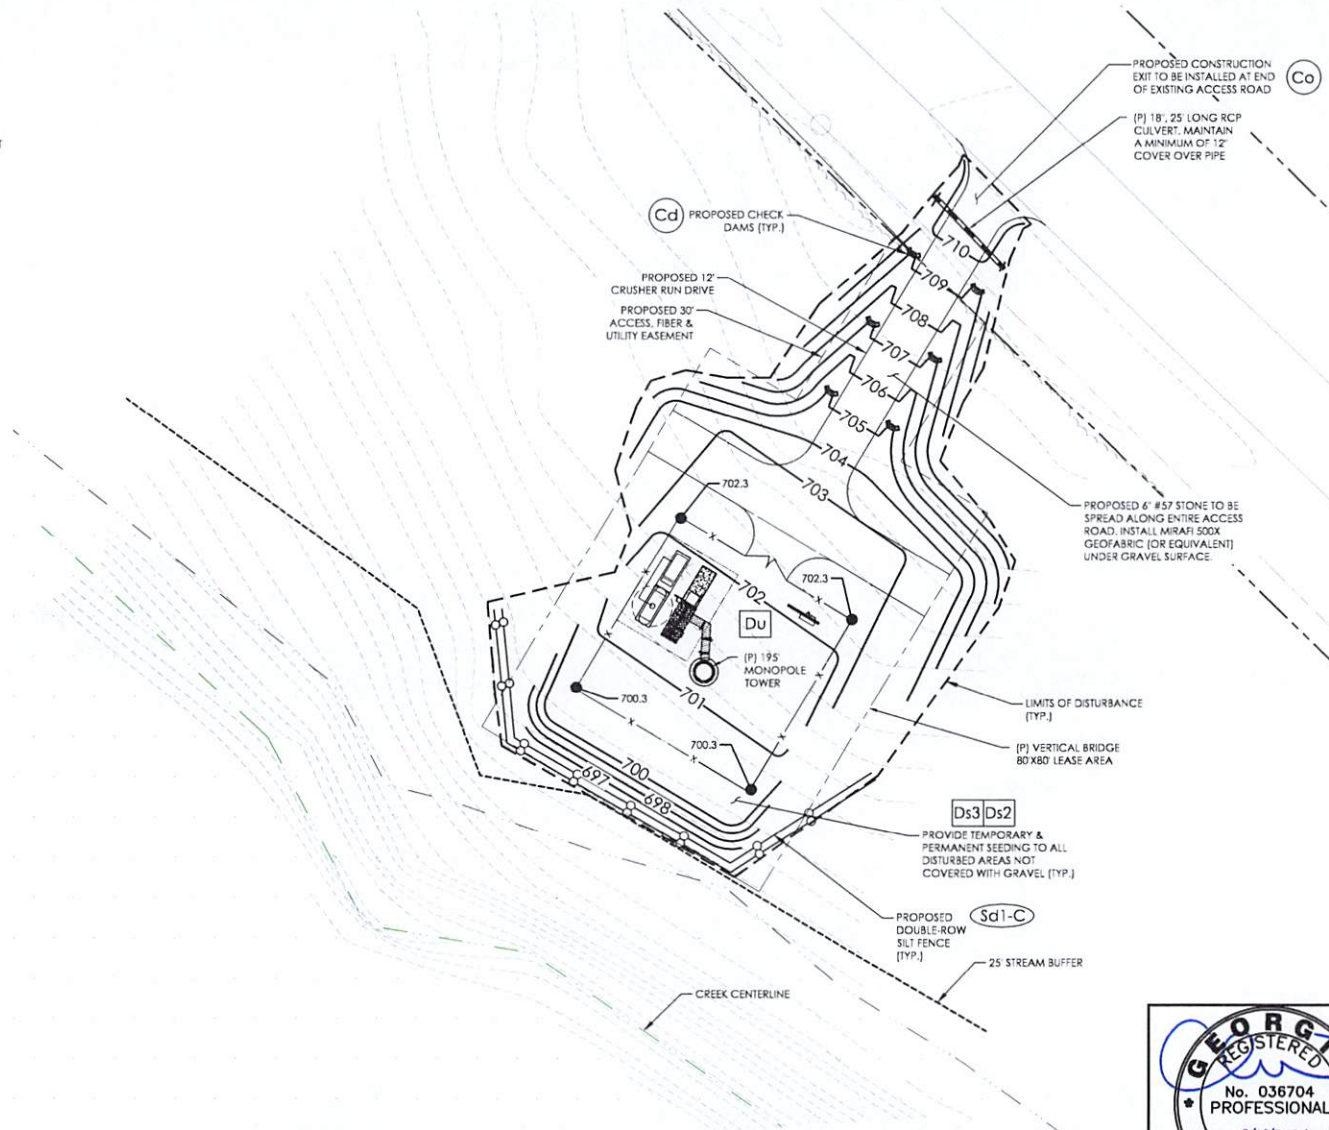 PROPOSED CONSTRUCTION
EXIT TO BE INSTALLED AT END
OF EXISTING ACCESS ROAD
Co
(P) 18", 25' LONG RCP
CULVERT. MAINTAIN
A MINIMUM OF 12"
COVER OVER PIPE
Cd
PROPOSED CHECK
DAMS (TYP.)
710
709
PROPOSED 12'
CRUSHER RUN DRIVE
PROPOSED 30'
ACCESS, FIBER &
UTILITY EASEMENT
708
707
706
705
704
703
702.3
PROPOSED 6" #57 STONE TO BE
SPREAD ALONG ENTIRE ACCESS
ROAD. INSTALL MIRAFI 500X
GEOFABRIC (OR EQUIVALENT)
UNDER GRAVEL SURFACE.
702.3
702
Du
(P) 195'
MONOPOLE
TOWER
701
700.3
700.3
LIMITS OF DISTURBANCE
(TYP.)
(P) VERTICAL BRIDGE
80'X80' LEASE AREA
700
697
698
Ds3 Ds2
PROVIDE TEMPORARY &
PERMANENT SEEDING TO ALL
DISTURBED AREAS NOT
COVERED WITH GRAVEL (TYP.)
PROPOSED
DOUBLE-ROW
SILT FENCE
(TYP.)
Sd1-C
25' STREAM BUFFER
CREEK CENTERLINE
GEORGI
REGISTERED
No. 036704
PROFESSIONAL